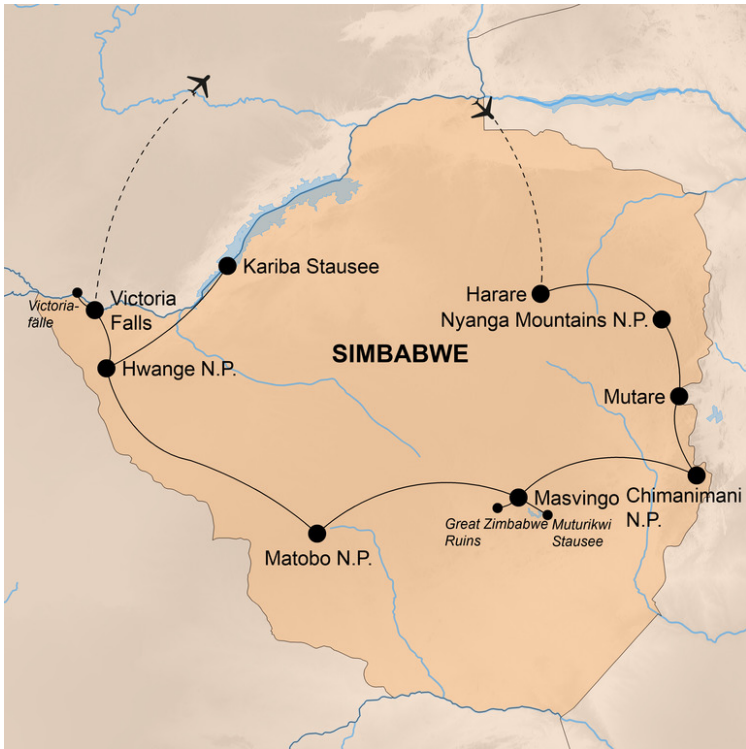 Kariba Stausee
Victoria-
fälle
Victoria
Falls
Harare
Nyanga Mountains N.P.
SIMBABWE
Hwange N.P.
Mutare
Masvingo
Chimanimani
N.P.
Great Zimbabwe
Ruins
Muturikwi
Stausee
Matobo N.P.